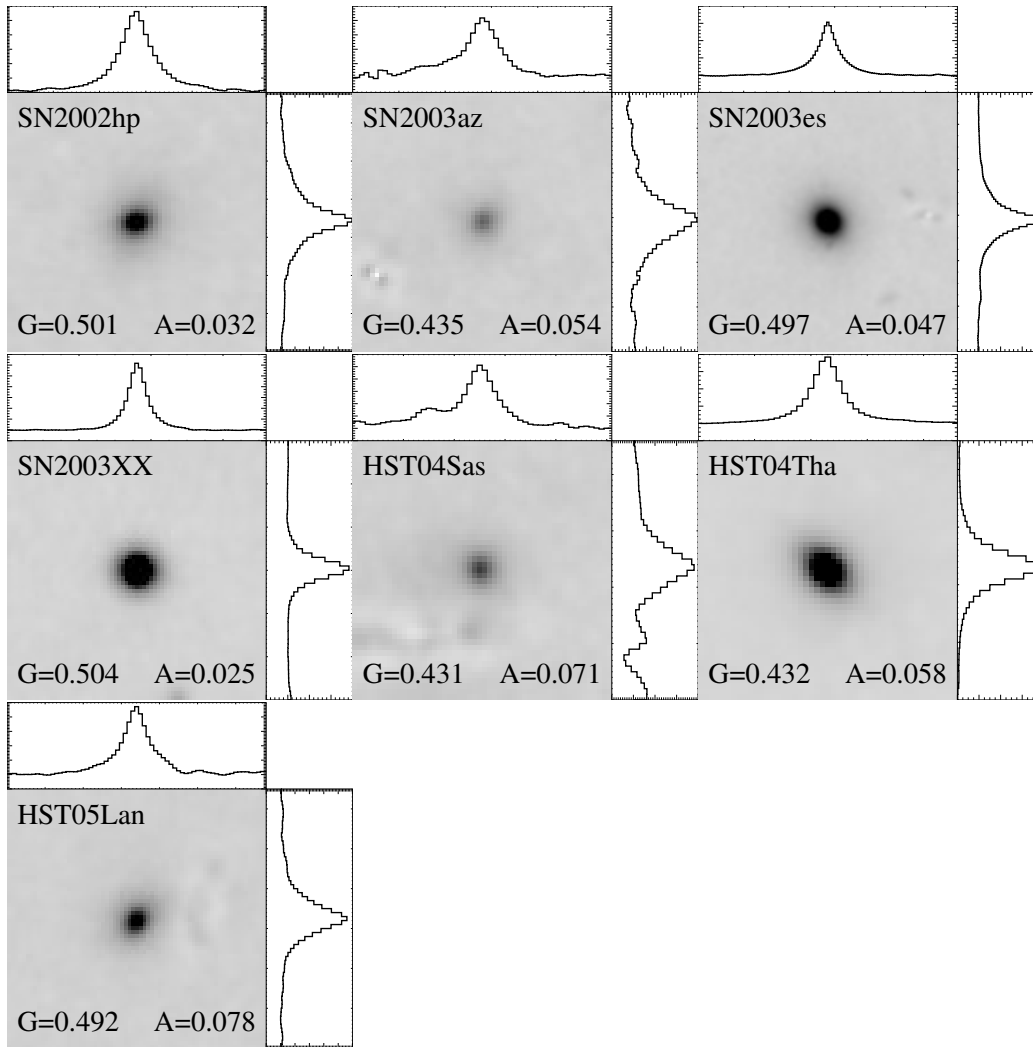 SN2002hp
G=0.501 A=0.032
SN2003az
G=0.435 A=0.054
SN2003es
G=0.497 A=0.047
SN2003XX
G=0.504 A=0.025
HST04Sas
G=0.431 A=0.071
HST04Tha
G=0.432 A=0.058
HST05Lan
G=0.492 A=0.078